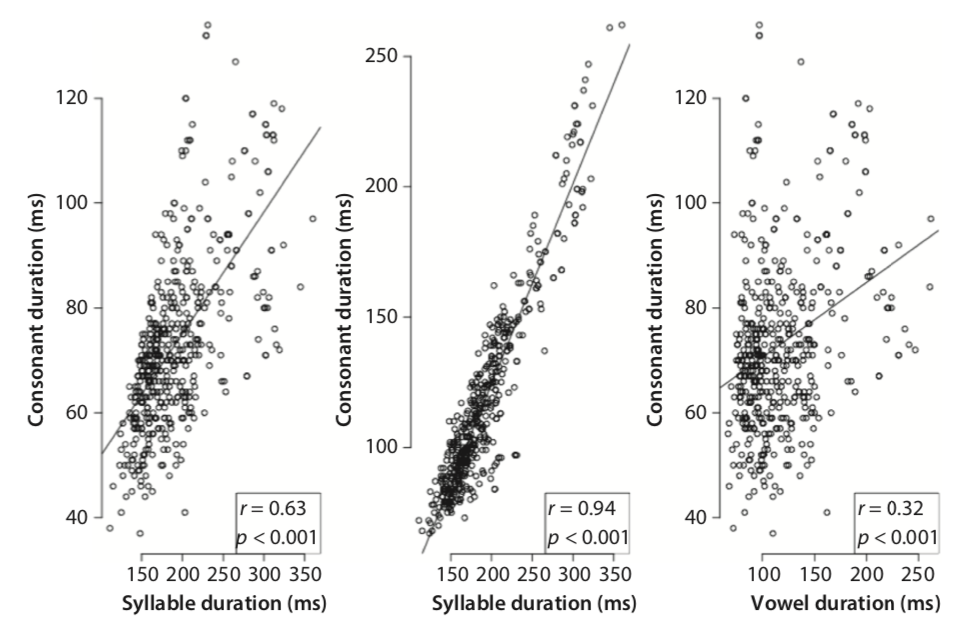 Consonant duration (ms)
120
100
80
60
40
r = 0.63
p < 0.001
150 200 250 300 350
Syllable duration (ms)
Consonant duration (ms)
250
200
150
100
r = 0.94
p < 0.001
150 200 250 300 350
Syllable duration (ms)
Consonant duration (ms)
120
100
80
60
40
r = 0.32
p < 0.001
100 150 200 250
Vowel duration (ms)